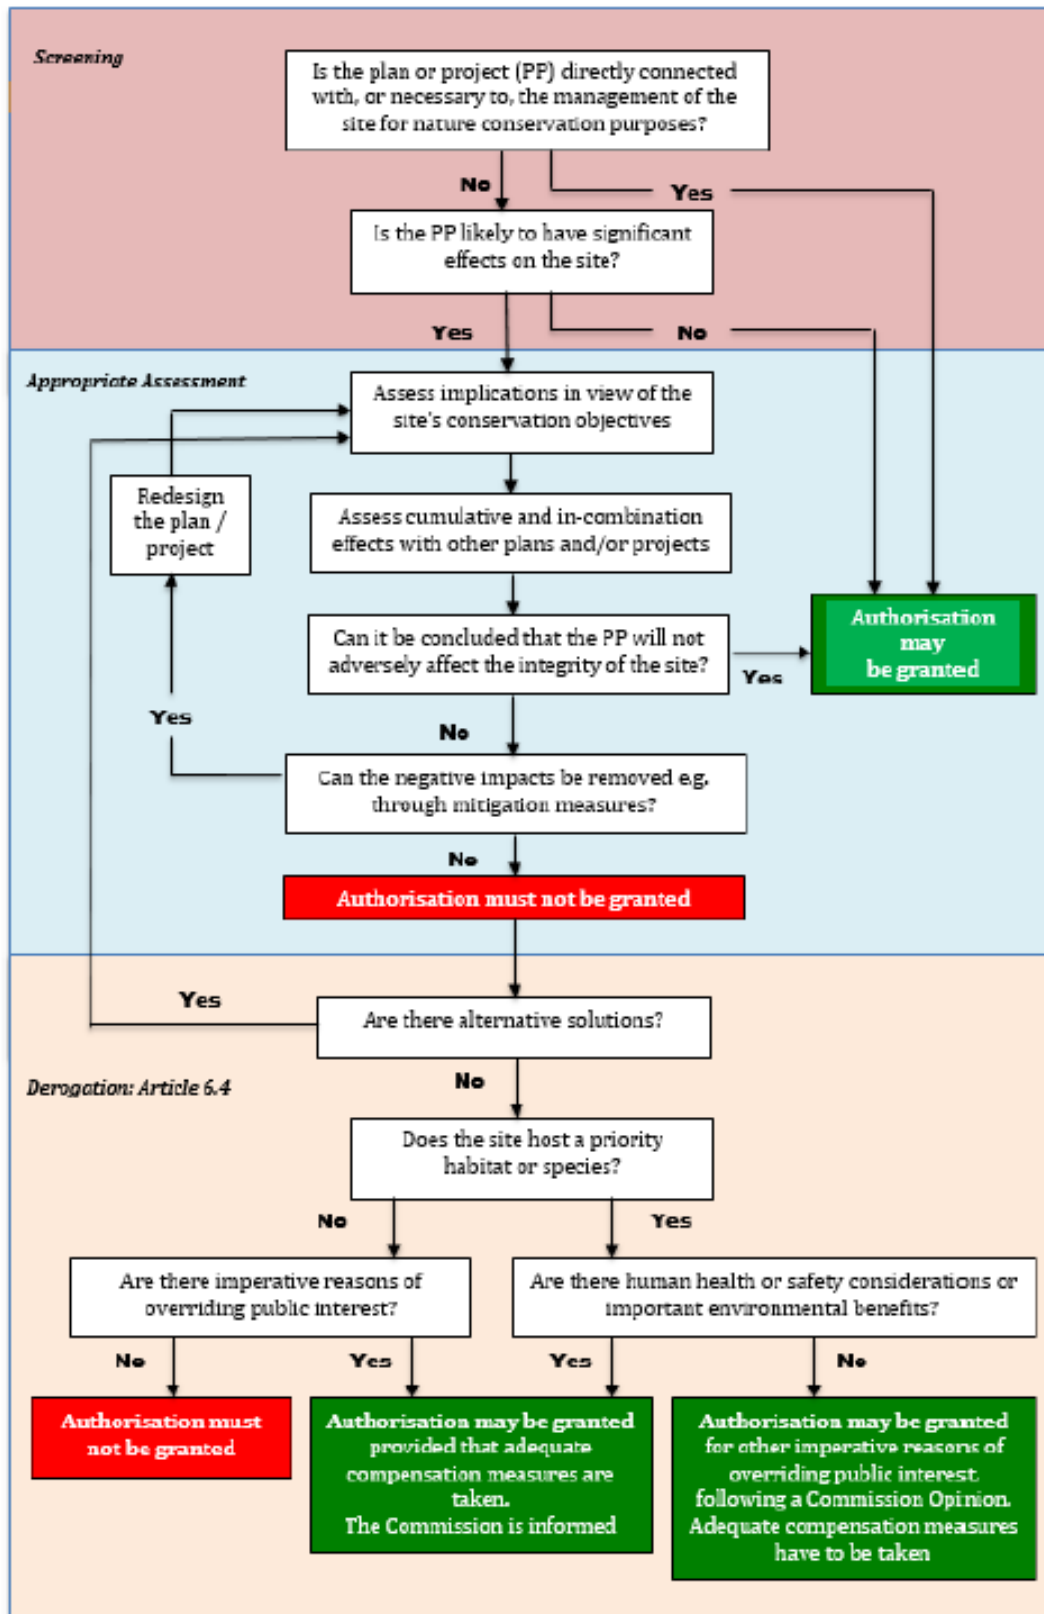 Screening
Is the plan or project (PP) directly connected
with, or necessary to, the management of the
site for nature conservation purposes?
No
Yes
Is the PP likely to have significant
effects on the site?
Yes
No
Appropriate Assessment
Assess implications in view of the
site's conservation objectives
Redesign
the plan /
project
Assess cumulative and in-combination
effects with other plans and/or projects
Can it be concluded that the PP will not
adversely affect the integrity of the site?
Yes
Authorisation
may
be granted
Yes
No
Can the negative impacts be removed e.g.
through mitigation measures?
No
Authorisation must not be granted
Yes
Are there alternative solutions?
No
Derogation: Article 6.4
Does the site host a priority
habitat or species?
No
Yes
Are there imperative reasons of
overriding public interest?
Are there human health or safety considerations or
important environmental benefits?
No
Yes
Yes
No
Authorisation must
not be granted
Authorisation may be granted
provided that adequate
compensation measures are
taken.
The Commission is informed
Authorisation may be granted
for other imperative reasons of
overriding public interest,
following a Commission Opinion.
Adequate compensation measures
have to be taken